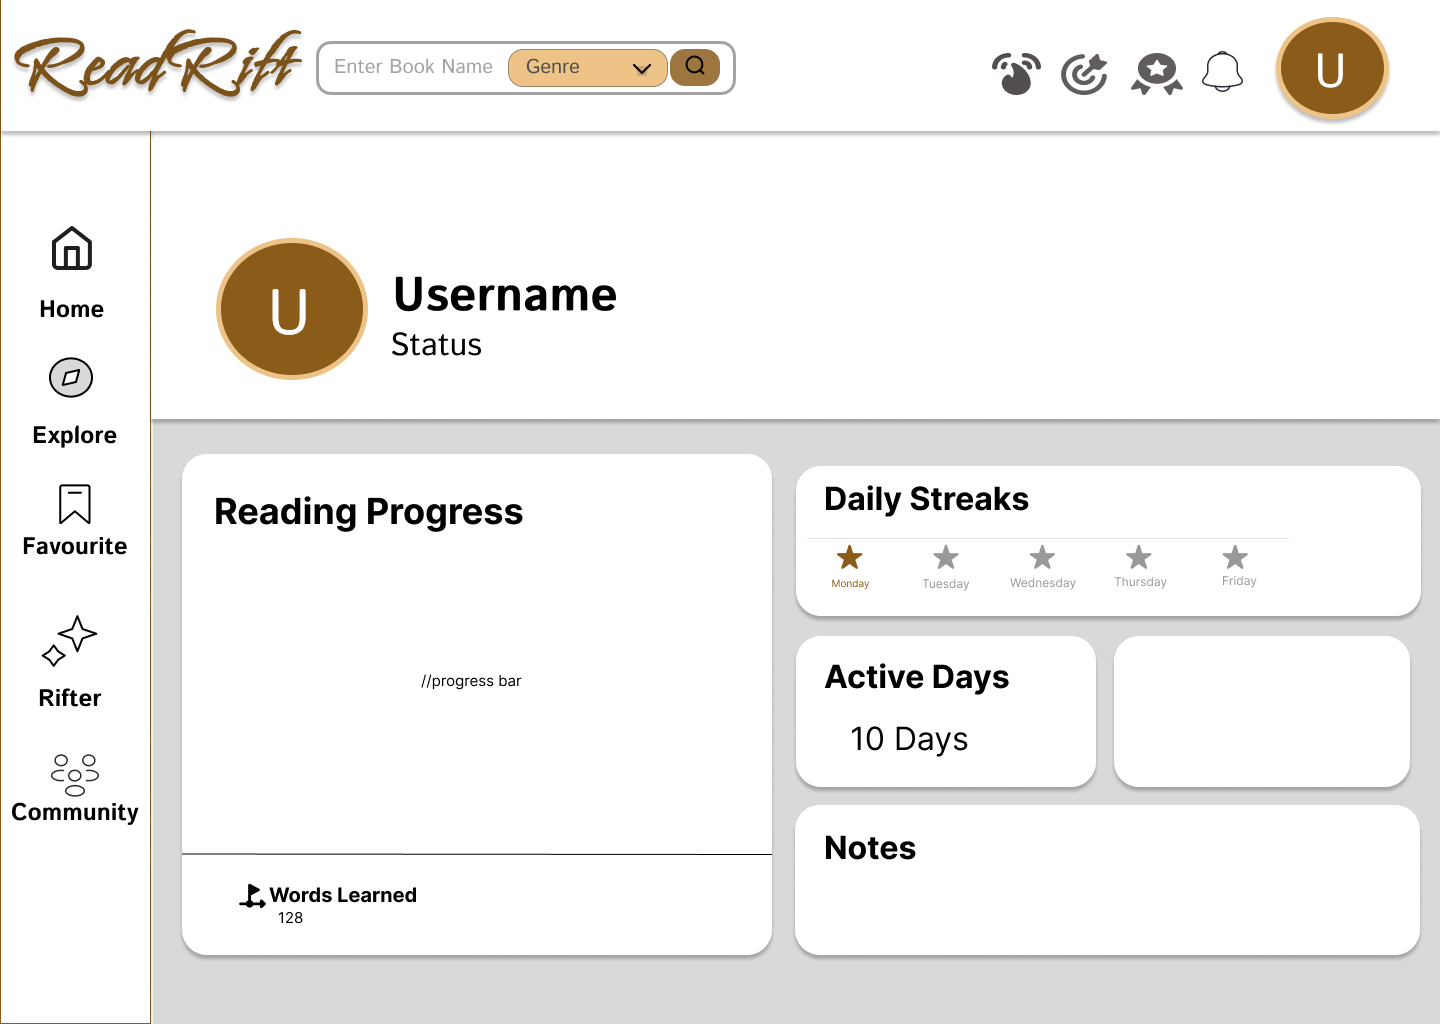 ReadRift
Enter Book Name
Genre
U
Home
Explore
Favourite
Rifter
Community
U
Username
Status
Reading Progress
//progress bar
Words Learned
128
Daily Streaks
Monday
Tuesday
Wednesday
Thursday
Friday
Active Days
10 Days
Notes